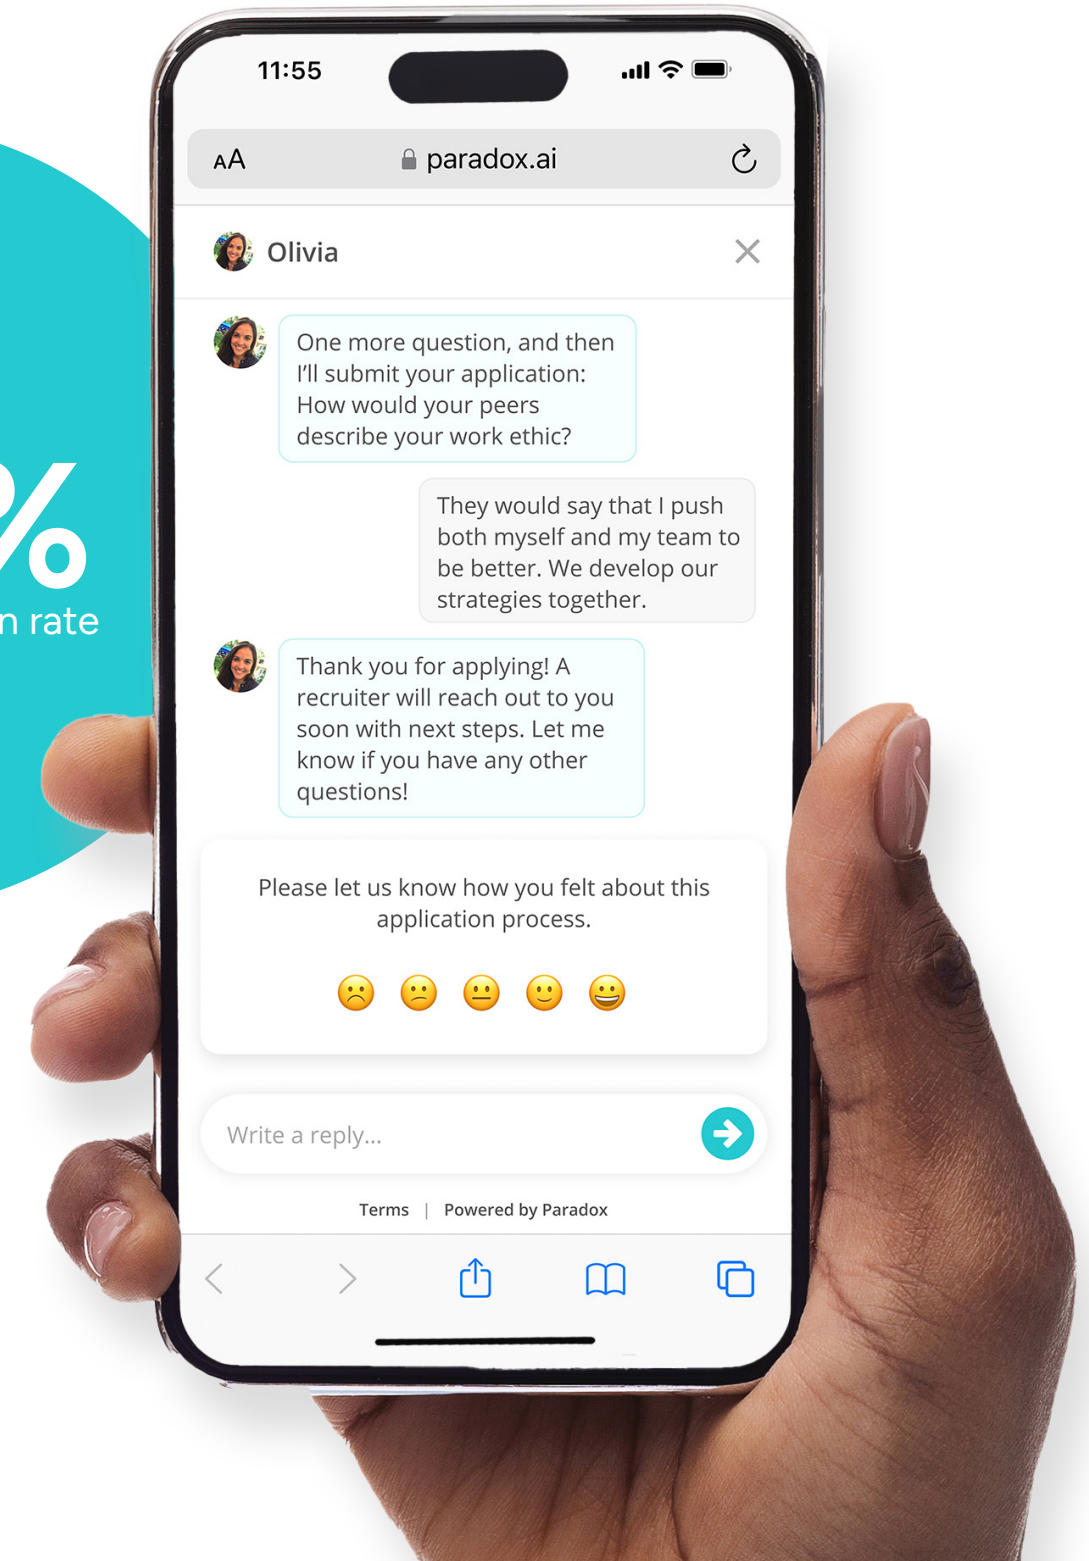 11:55
AA
paradox.ai
Olivia
One more question, and then
I'll submit your application:
How would your peers
describe your work ethic?
They would say that I push
both myself and my team to
be better. We develop our
strategies together.
Thank you for applying! A
recruiter will reach out to you
soon with next steps. Let me
know if you have any other
questions!
%
n rate
Please let us know how you felt about this
application process.
Write a reply...
Terms | Powered by Paradox